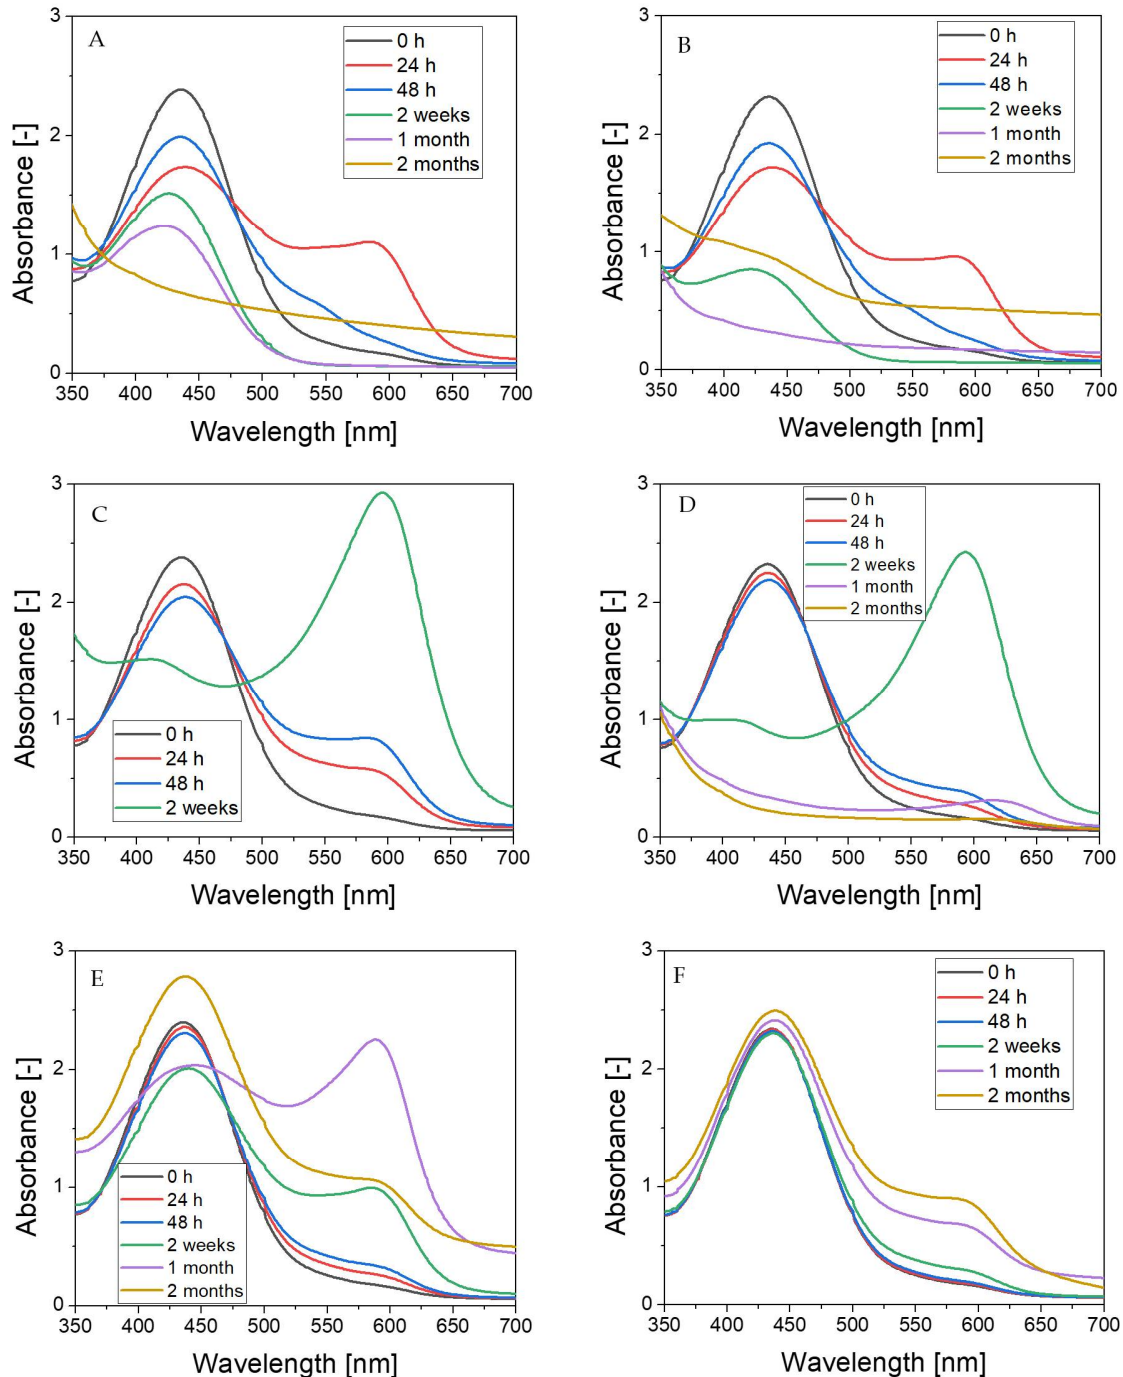 A
0 h
24 h
48 h
2 weeks
1 month
2 months
3
2
1
0
350 400 450 500 550 600 650 700
Absorbance [-]
Wavelength [nm]
B
0 h
24 h
48 h
2 weeks
1 month
2 months
3
2
1
0
350 400 450 500 550 600 650 700
Absorbance [-]
Wavelength [nm]
C
0 h
24 h
48 h
2 weeks
3
2
1
0
350 400 450 500 550 600 650 700
Absorbance [-]
Wavelength [nm]
D
0 h
24 h
48 h
2 weeks
1 month
2 months
3
2
1
0
350 400 450 500 550 600 650 700
Absorbance [-]
Wavelength [nm]
E
0 h
24 h
48 h
2 weeks
1 month
2 months
3
2
1
0
350 400 450 500 550 600 650 700
Absorbance [-]
Wavelength [nm]
F
0 h
24 h
48 h
2 weeks
1 month
2 months
3
2
1
0
350 400 450 500 550 600 650 700
Absorbance [-]
Wavelength [nm]